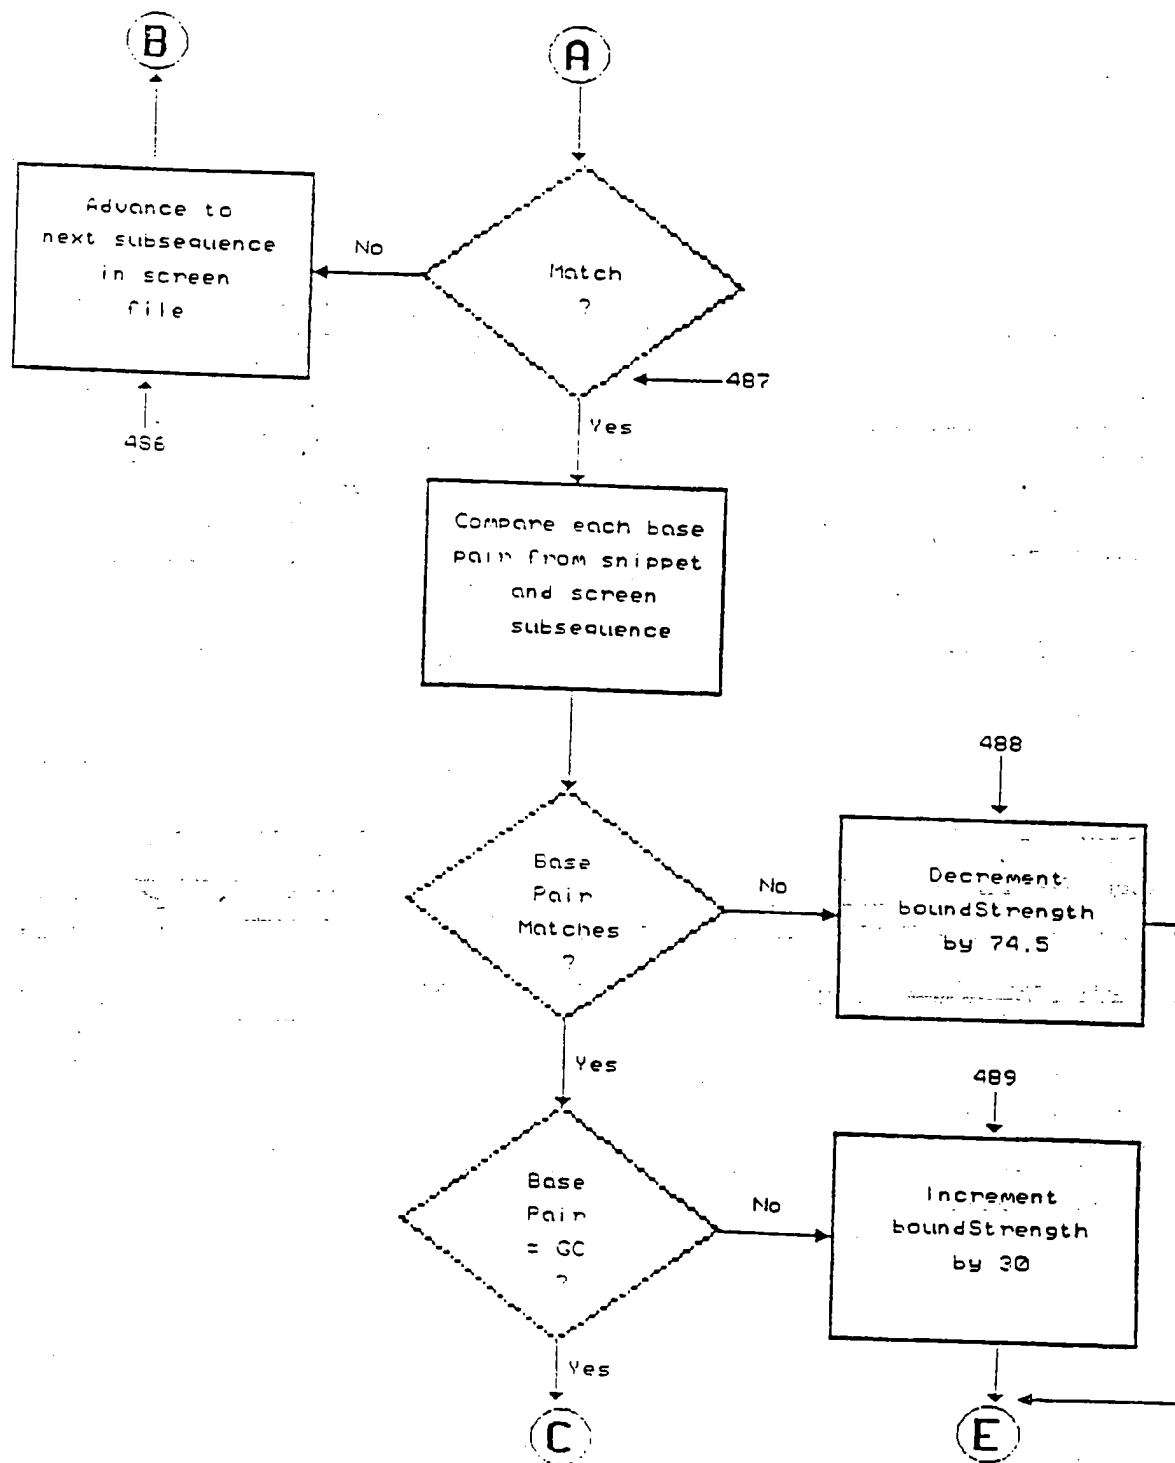 B
A
Advance to
next subsequence
in screen
file
No
Match
?
487
486
Yes
Compare each base
pair from snippet
and screen
subsequence
488
Base
Pair
Matches
?
No
Decrement
boundStrength
by 74.5
Yes
489
Base
Pair
= GC
?
No
Increment
boundStrength
by 30
Yes
C
E